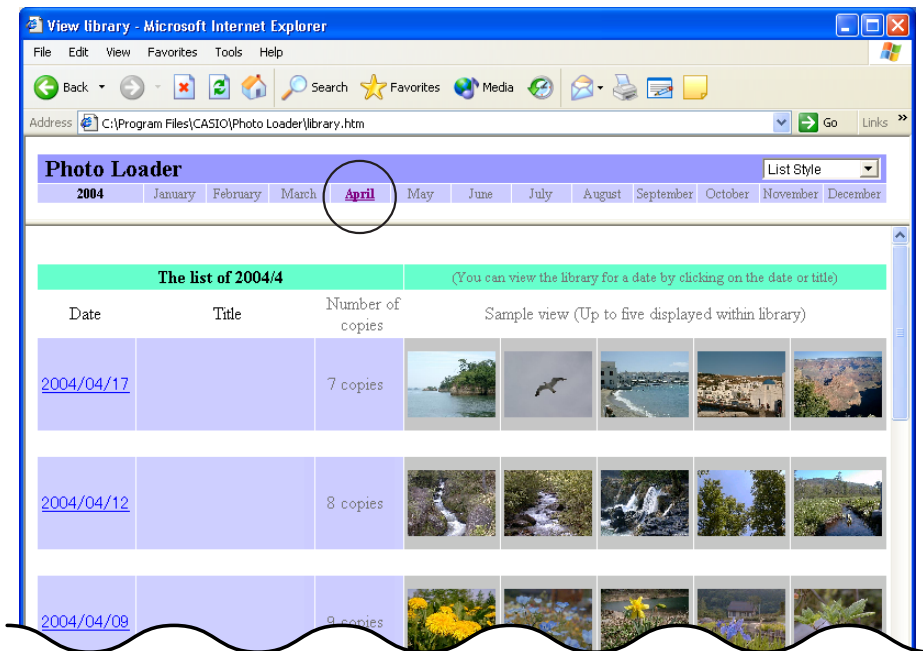 View library - Microsoft Internet Explorer
File Edit View Favorites Tools Help
Back Search Favorites Media
Address C:\Program Files\CASIO\Photo Loader\library.htm Go Links »
Photo Loader List Style
2004 January February March April May June July August September October November December
The list of 2004/4 (You can view the library for a date by clicking on the date or title)
Date Title Number of copies Sample view (Up to five displayed within library)
2004/04/17 7 copies
2004/04/12 8 copies
2004/04/09 9 copies